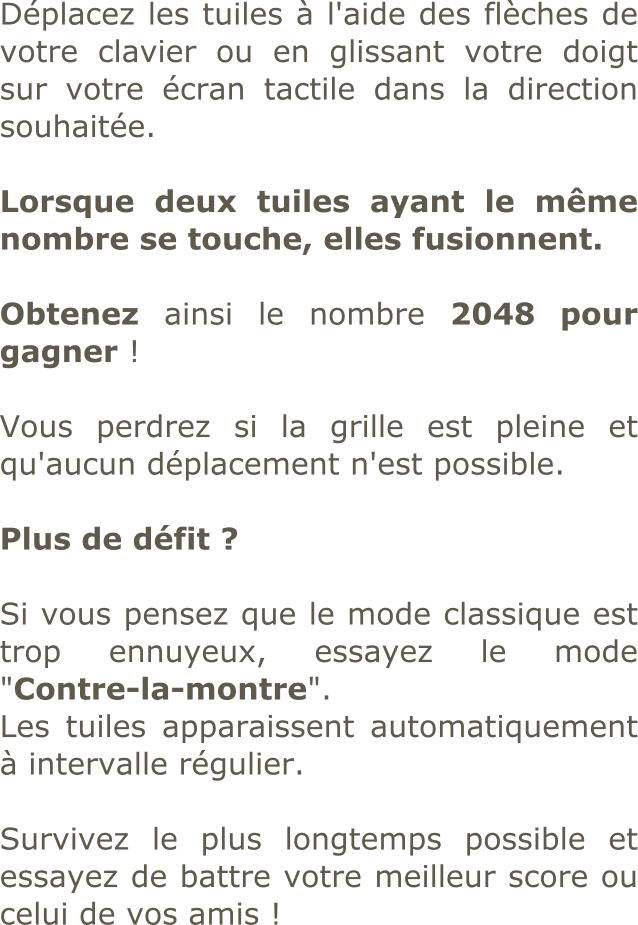 Déplacez les tuiles à l'aide des flèches de
votre clavier ou en glissant votre doigt
sur votre écran tactile dans la direction
souhaitée.
Lorsque deux tuiles ayant le même
nombre se touche, elles fusionnent.
Obtenez ainsi le nombre 2048 pour
gagner !
Vous perdrez si la grille est pleine et
qu'aucun déplacement n'est possible.
Plus de défit ?
Si vous pensez que le mode classique est
trop ennuyeux, essayez le mode
"Contre-la-montre".
Les tuiles apparaissent automatiquement
à intervalle régulier.
Survivez le plus longtemps possible et
essayez de battre votre meilleur score ou
celui de vos amis !